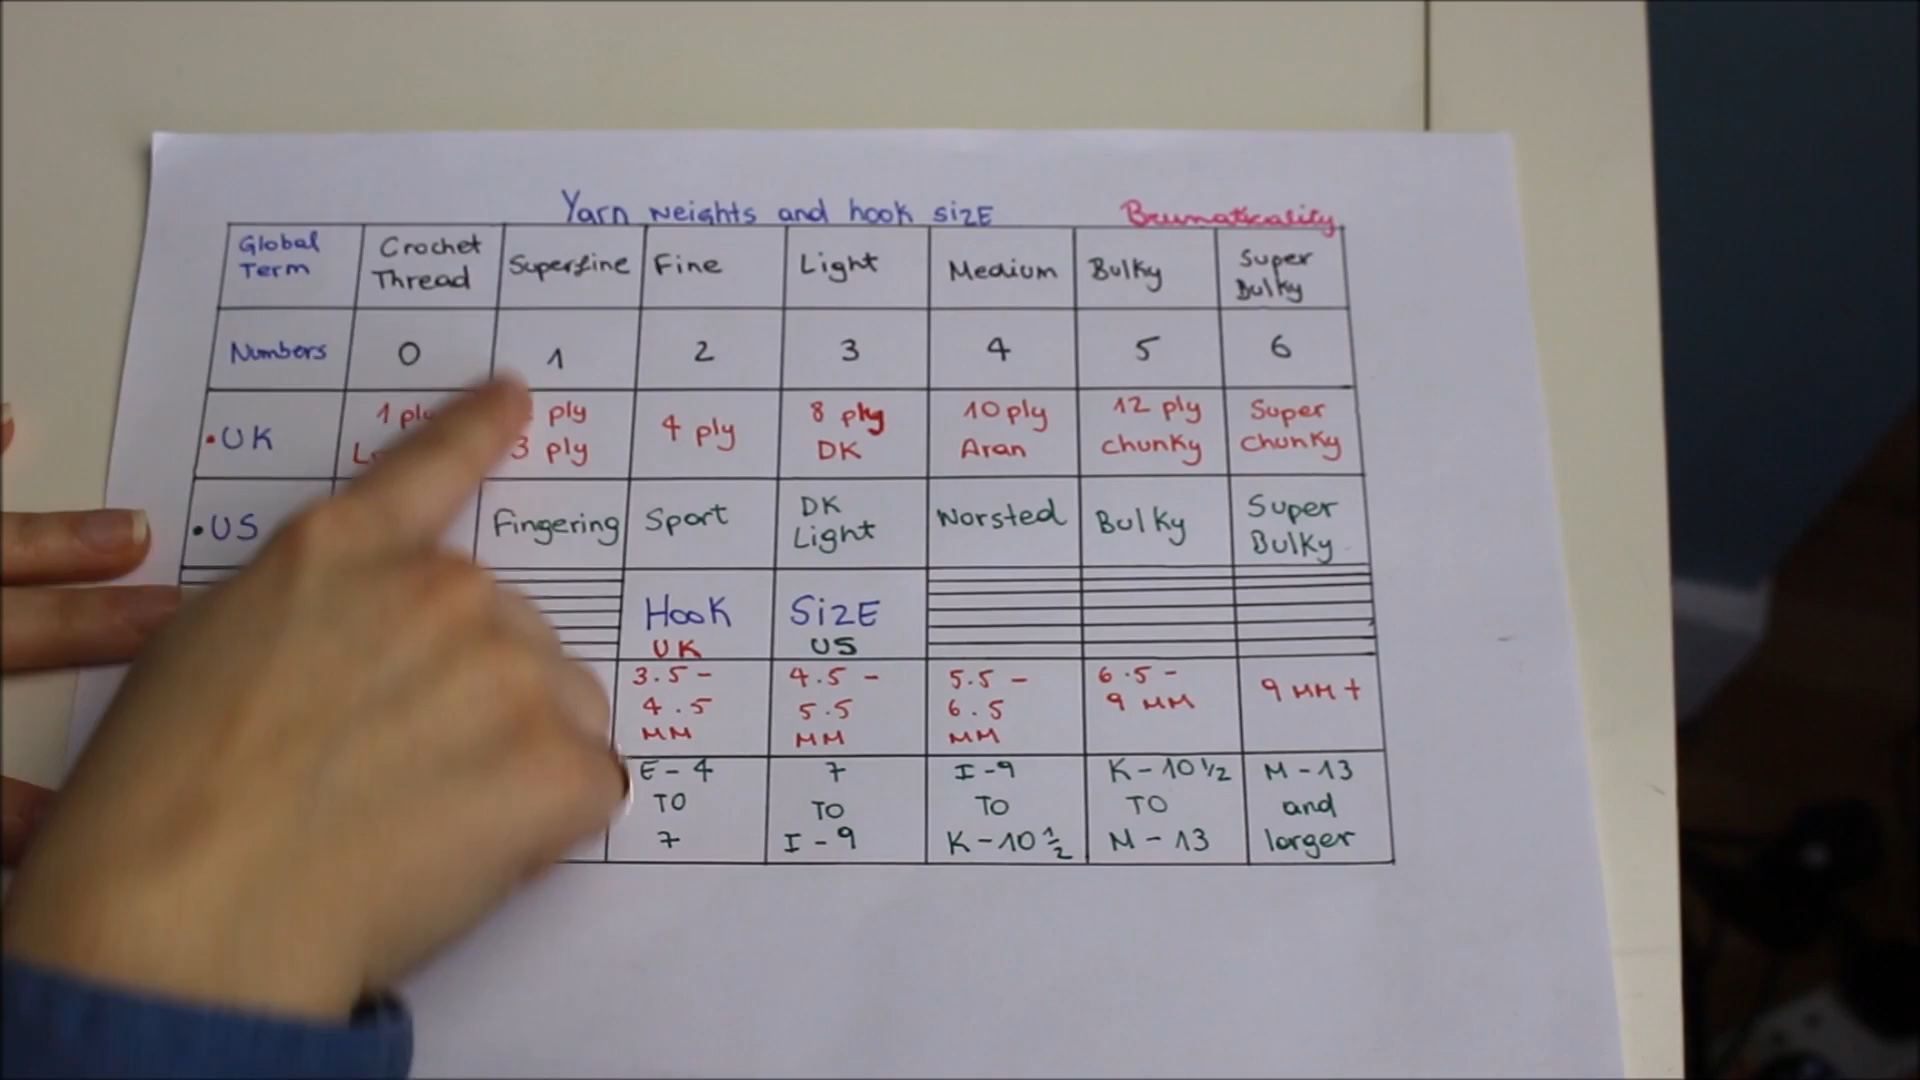 Yarn weights and hook size
Brumaticality
Global Term
Crochet Thread
Superfine
Fine
Light
Medium
Bulky
Super Bulky
Numbers
0
1
2
3
4
5
6
•UK
1 ply
ply
3 ply
4 ply
8 ply
DK
10 ply
Aran
12 ply
chunky
Super
chunky
•US
Fingering
Sport
DK
Light
Worsted
Bulky
Super
Bulky
Hook
UK
SizE
US
3.5 -
4.5
MM
4.5 -
5.5
MM
5.5 -
6.5
MM
6.5 -
9 MM
9 MM +
E - 4
TO
7
7
TO
I - 9
I - 9
TO
K - 10 1/2
K - 10 1/2
TO
M - 13
M - 13
and
larger